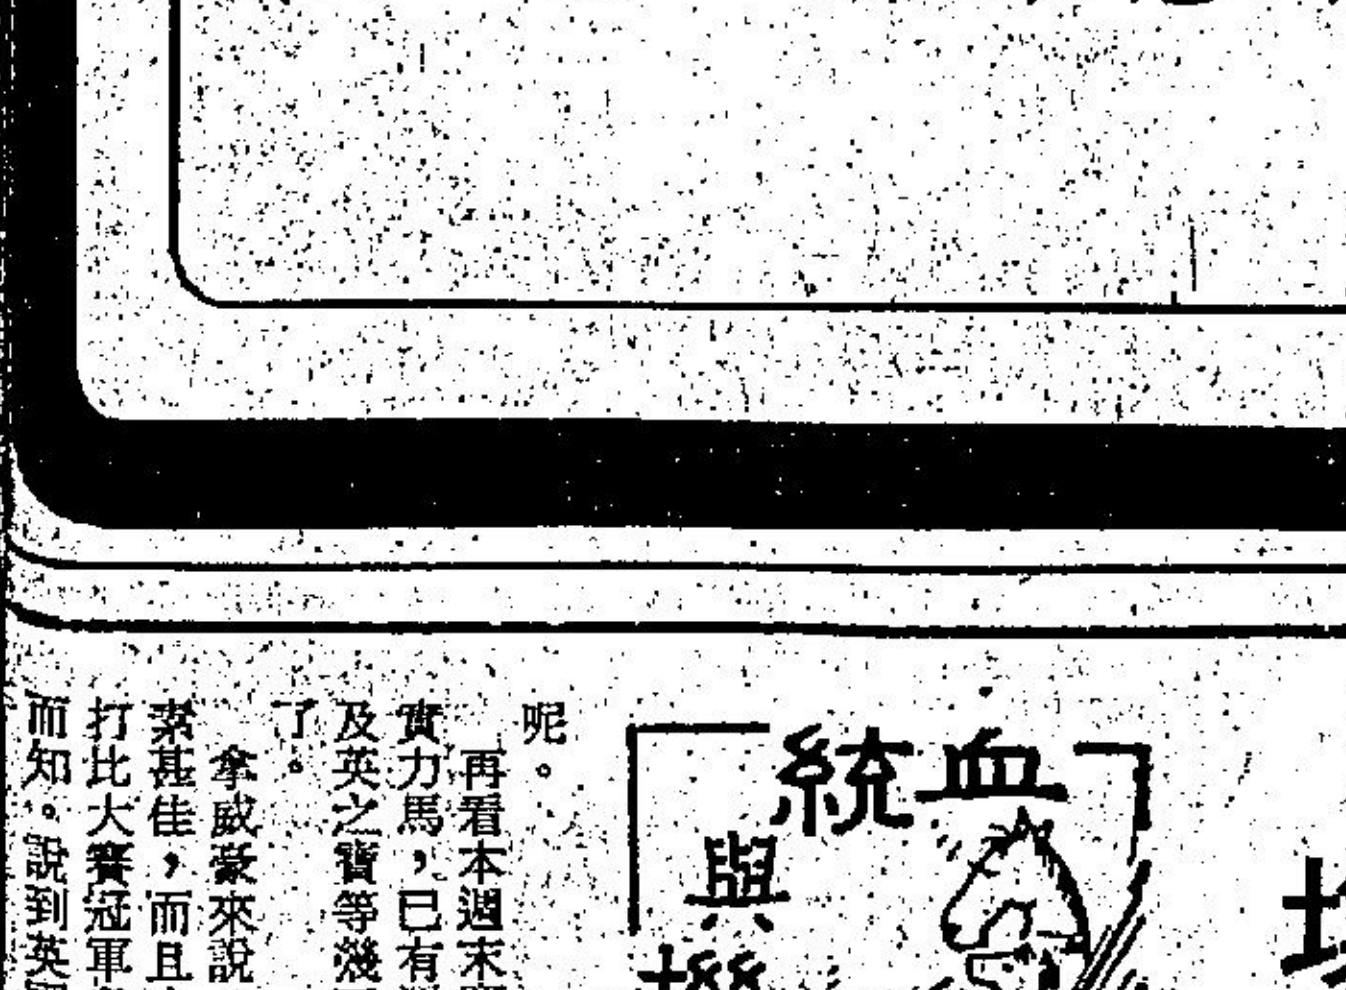 血統
與
呢。
再看本週末
實力馬，已有
及英之寶等幾
了。
拿威豪來說
素甚佳，而且
打比大賽冠軍
而知。說到英